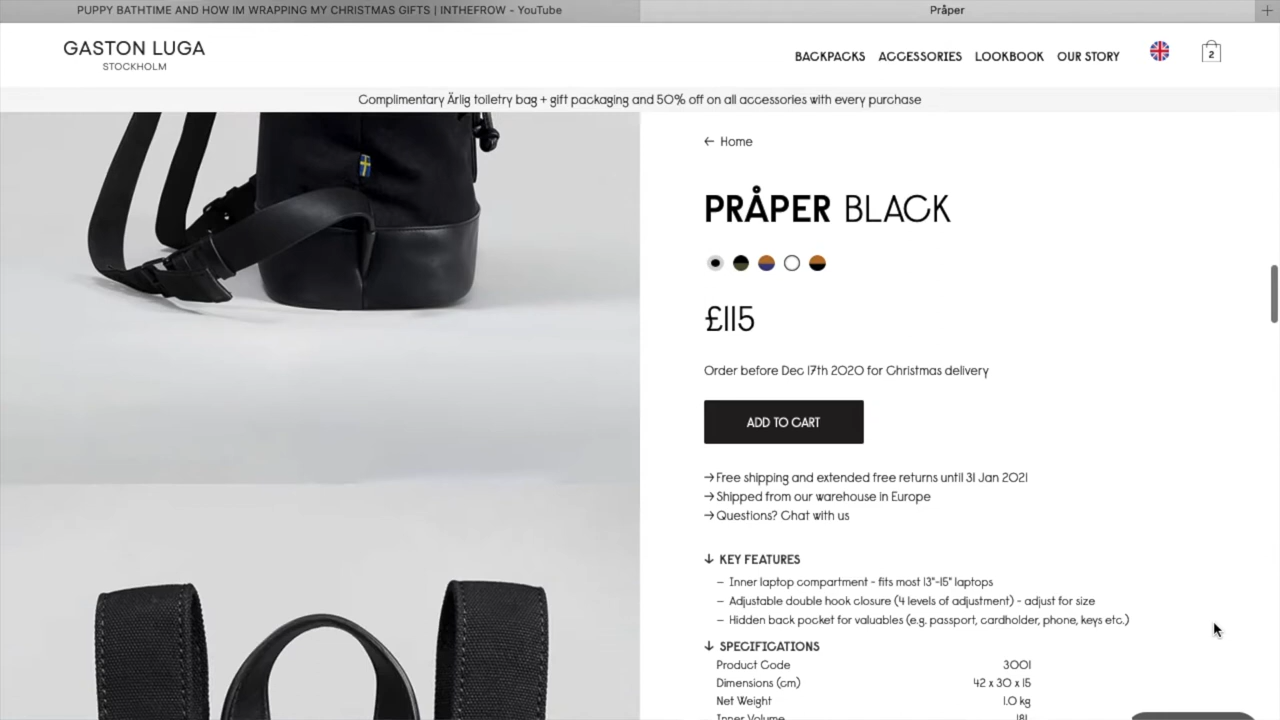 PUPPY BATHTIME AND HOW IM WRAPPING MY CHRISTMAS GIFTS | INTHEFROW - YouTube
Pråper
GASTON LUGA
STOCKHOLM
BACKPACKS ACCESSORIES LOOKBOOK OUR STORY
2
Complimentary Ärlig toiletry bag + gift packaging and 50% off on all accessories with every purchase
← Home
PRÅPER BLACK
£115
Order before Dec 17th 2020 for Christmas delivery
ADD TO CART
→Free shipping and extended free returns until 31 Jan 2021
→Shipped from our warehouse in Europe
→Questions? Chat with us
↓ KEY FEATURES
– Inner laptop compartment - fits most 13"-15" laptops
– Adjustable double hook closure (4 levels of adjustment) - adjust for size
– Hidden back pocket for valuables (e.g. passport, cardholder, phone, keys etc.)
↓ SPECIFICATIONS
Product Code 3001
Dimensions (cm) 42 x 30 x 15
Net Weight 1.0 kg
Inner Volume 18L